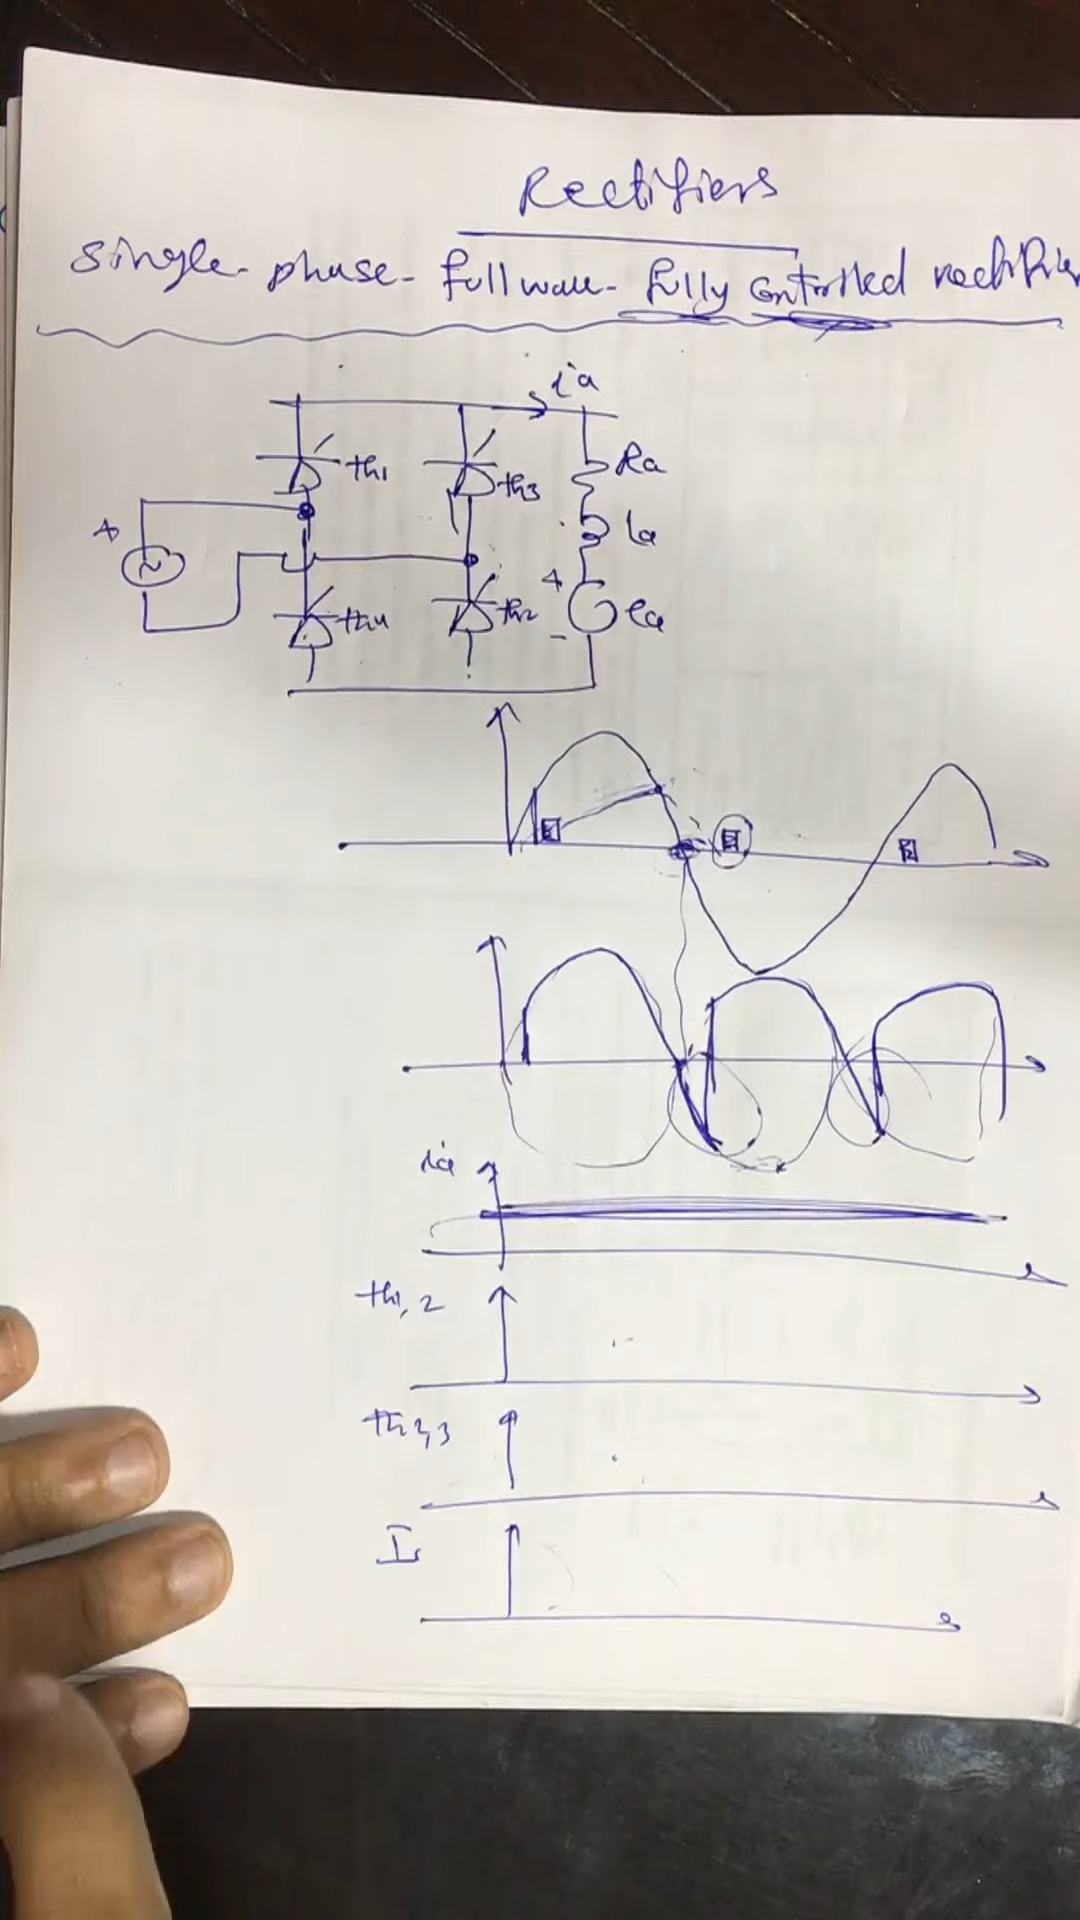 Rectifiers
single-phase-fullwave-fully controlled rectifier
ia
th1
th3
Ra
la
+
+
th4
th2
ea
-
ia
th1,2
th4,3
Is